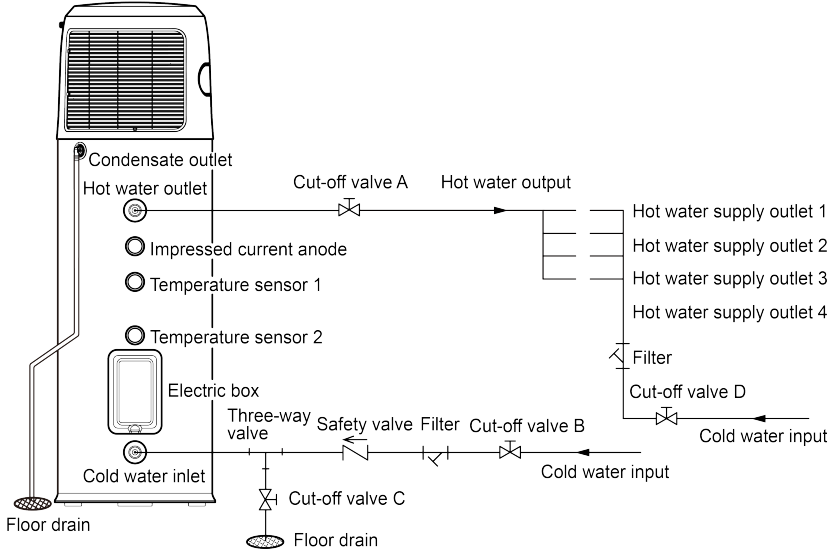 Condensate outlet
Hot water outlet
Cut-off valve A
Hot water output
Hot water supply outlet 1
Impressed current anode
Hot water supply outlet 2
Temperature sensor 1
Hot water supply outlet 3
Hot water supply outlet 4
Temperature sensor 2
Filter
Electric box
Cut-off valve D
Three-way
valve
Safety valve
Filter
Cut-off valve B
Cold water input
Cold water inlet
Cold water input
Cut-off valve C
Floor drain
Floor drain